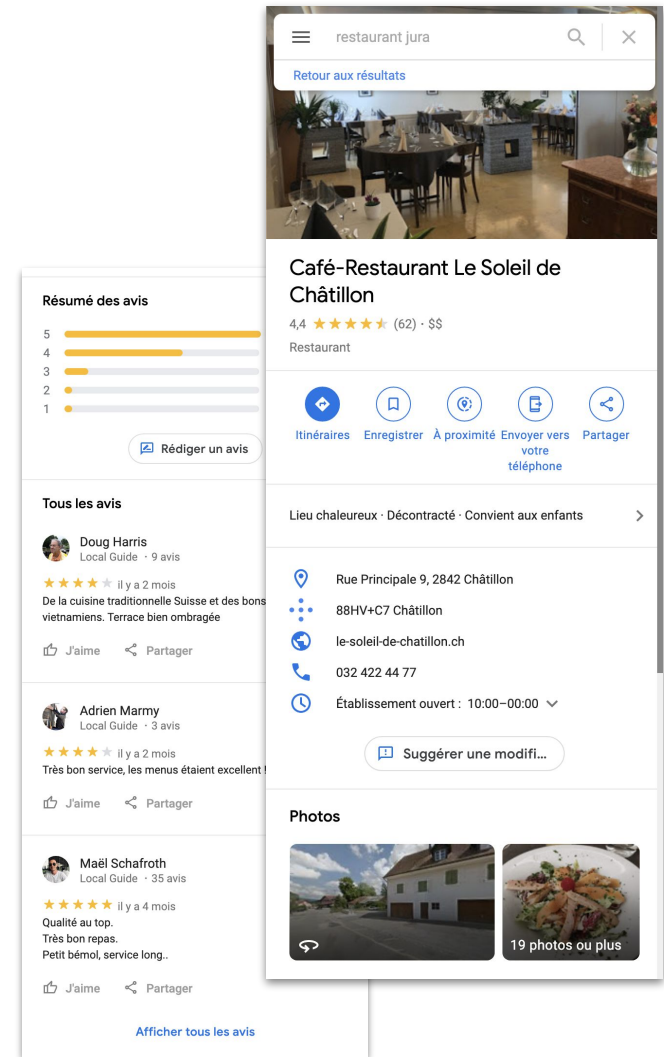 restaurant jura
Retour aux résultats
Café-Restaurant Le Soleil de
Châtillon
4,4 (62) · $$
Restaurant
Itinéraires
Enregistrer
À proximité
Envoyer vers
votre
téléphone
Partager
Lieu chaleureux · Décontracté · Convient aux enfants
Rue Principale 9, 2842 Châtillon
88HV+C7 Châtillon
le-soleil-de-chatillon.ch
032 422 44 77
Établissement ouvert : 10:00–00:00
Suggérer une modifi...
Photos
19 photos ou plus
Résumé des avis
5
4
3
2
1
Rédiger un avis
Tous les avis
Doug Harris
Local Guide · 9 avis
il y a 2 mois
De la cuisine traditionnelle Suisse et des bons
vietnamiens. Terrace bien ombragée
J'aime Partager
Adrien Marmy
Local Guide · 3 avis
il y a 2 mois
Très bon service, les menus étaient excellent !
J'aime Partager
Maël Schafroth
Local Guide · 35 avis
il y a 4 mois
Qualité au top.
Très bon repas.
Petit bémol, service long..
J'aime Partager
Afficher tous les avis